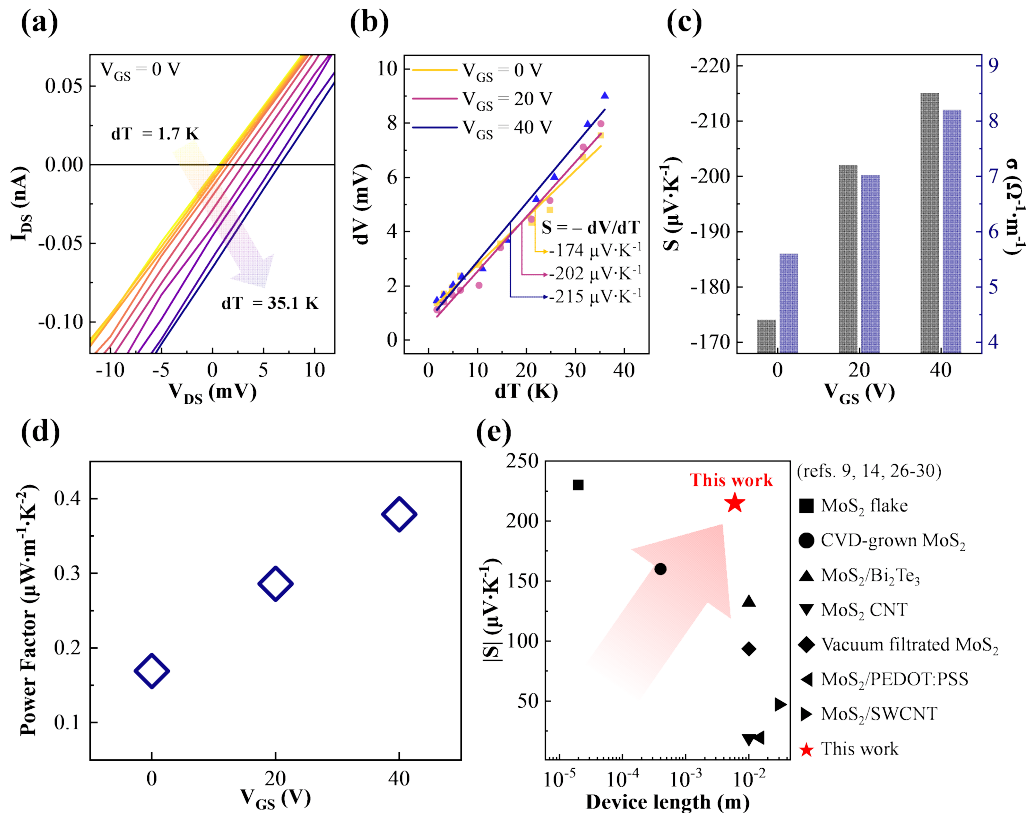 (a)
V_GS = 0 V
dT = 1.7 K
dT = 35.1 K
0.05
0.00
-0.05
-0.10
I_DS (nA)
-10 -5 0 5 10
V_DS (mV)
(b)
V_GS = 0 V
V_GS = 20 V
V_GS = 40 V
S = – dV/dT
-174 µV·K⁻¹
-202 µV·K⁻¹
-215 µV·K⁻¹
10
8
6
4
2
0
dV (mV)
0 10 20 30 40
dT (K)
(c)
-220
-210
-200
-190
-180
-170
S (µV·K⁻¹)
9
8
7
6
5
4
σ (Ω⁻¹·m⁻¹)
0 20 40
V_GS (V)
(d)
0.4
0.3
0.2
0.1
Power Factor (µW·m⁻¹·K⁻²)
0 20 40
V_GS (V)
(e)
250
200
150
100
50
|S| (µV·K⁻¹)
This work
10⁻⁵ 10⁻⁴ 10⁻³ 10⁻²
Device length (m)
(refs. 9, 14, 26-30)
MoS₂ flake
CVD-grown MoS₂
MoS₂/Bi₂Te₃
MoS₂ CNT
Vacuum filtrated MoS₂
MoS₂/PEDOT:PSS
MoS₂/SWCNT
This work